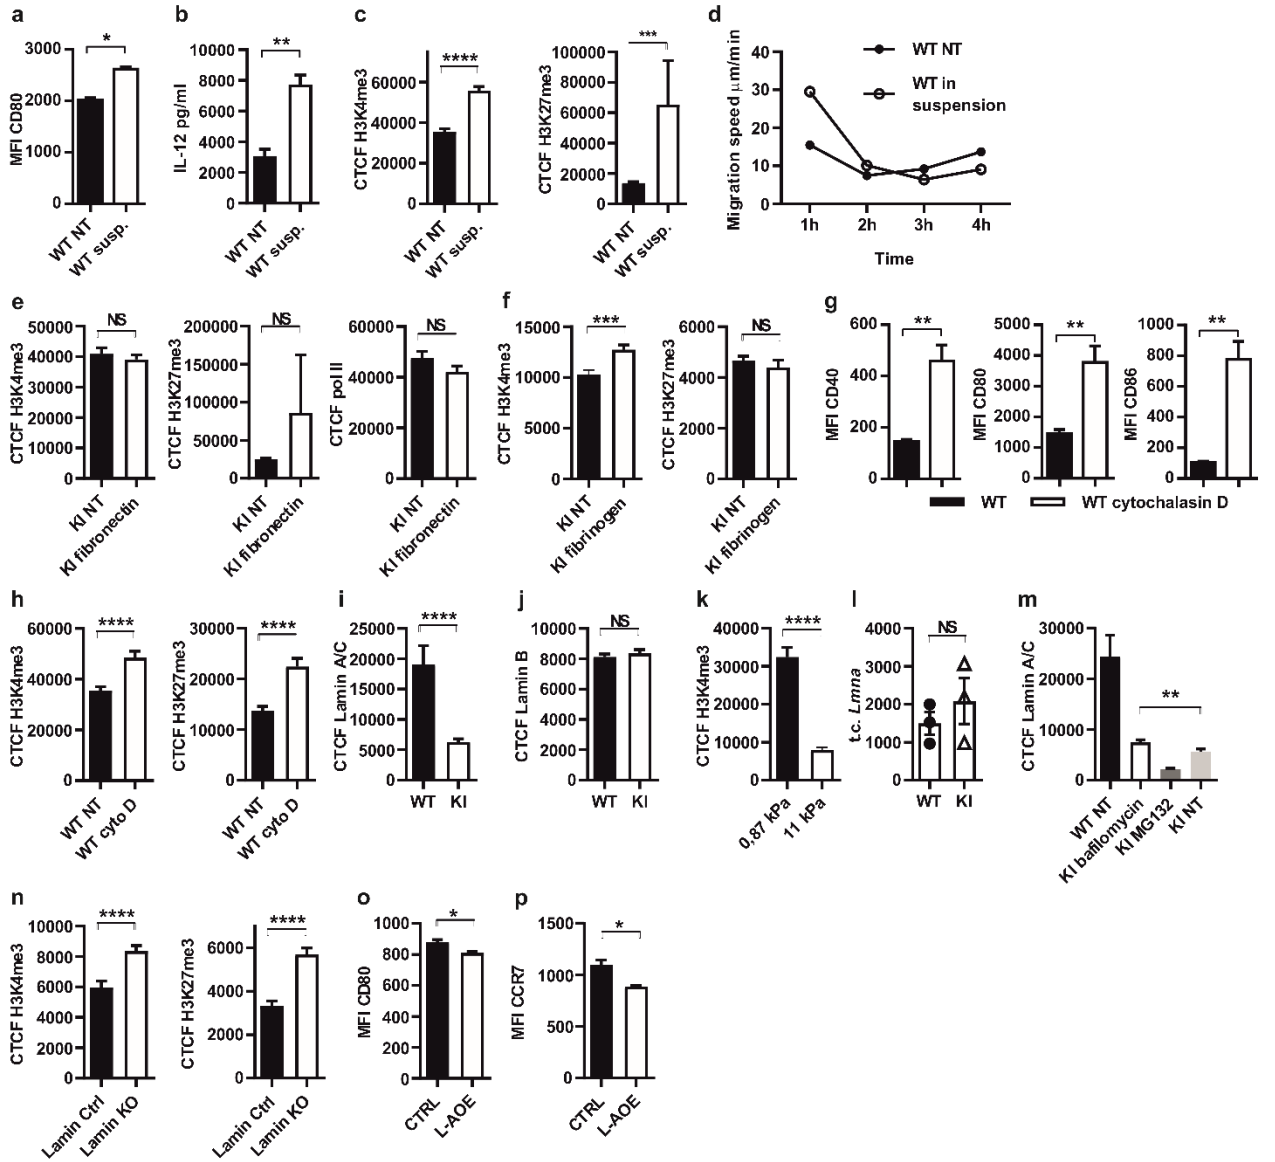 a
MFI CD80
3000
2000
1000
0
*
WT NT
WT susp.
b
IL-12 pg/ml
10000
8000
6000
4000
2000
0
**
WT NT
WT susp.
c
CTCF H3K4me3
60000
40000
20000
0
****
WT NT
WT susp.
CTCF H3K27me3
100000
80000
60000
40000
20000
0
***
WT NT
WT susp.
d
Migration speed µm/min
40
30
20
10
0
WT NT
WT in
suspension
1h 2h 3h 4h
Time
e
CTCF H3K4me3
50000
40000
30000
20000
10000
0
NS
KI NT
KI fibronectin
CTCF H3K27me3
200000
150000
100000
50000
0
NS
KI NT
KI fibronectin
CTCF pol II
60000
40000
20000
0
NS
KI NT
KI fibronectin
f
CTCF H3K4me3
15000
10000
5000
0
***
KI NT
KI fibrinogen
CTCF H3K27me3
6000
4000
2000
0
NS
KI NT
KI fibrinogen
g
MFI CD40
600
400
200
0
**
MFI CD80
5000
4000
3000
2000
1000
0
**
MFI CD86
1000
800
600
400
200
0
**
WT
WT cytochalasin D
h
CTCF H3K4me3
60000
40000
20000
0
****
WT NT
WT cyto D
CTCF H3K27me3
30000
20000
10000
0
****
WT NT
WT cyto D
i
CTCF Lamin A/C
25000
20000
15000
10000
5000
0
****
WT KI
j
CTCF Lamin B
10000
8000
6000
4000
2000
0
NS
WT KI
k
CTCF H3K4me3
40000
30000
20000
10000
0
****
0,87 kPa
11 kPa
l
t.c. Lmna
4000
3000
2000
1000
0
NS
WT KI
m
CTCF Lamin A/C
30000
20000
10000
0
**
WT NT
KI bafilomycin
KI MG132
KI NT
n
CTCF H3K4me3
10000
8000
6000
4000
2000
0
****
Lamin Ctrl
Lamin KO
CTCF H3K27me3
6000
4000
2000
0
****
Lamin Ctrl
Lamin KO
o
MFI CD80
1000
800
600
400
200
0
*
CTRL
L-AOE
p
MFI CCR7
1500
1000
500
0
*
CTRL
L-AOE